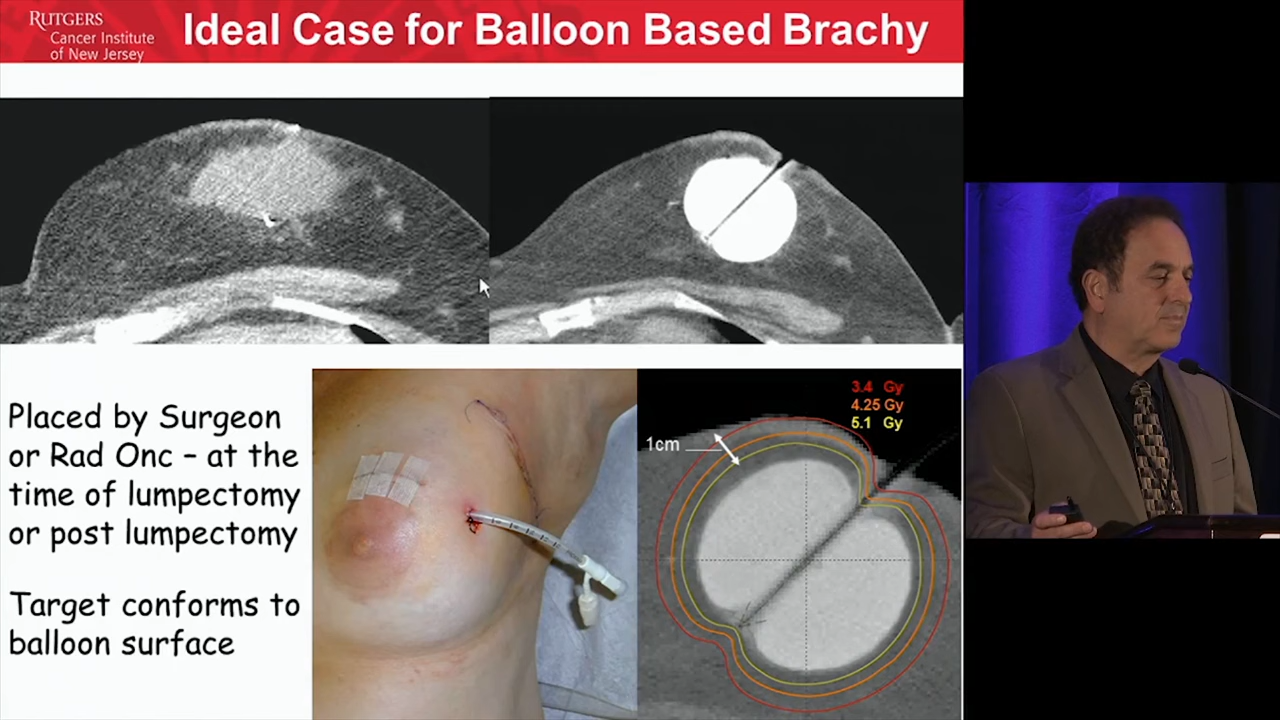 RUTGERS
Cancer Institute
of New Jersey
Ideal Case for Balloon Based Brachy
Placed by Surgeon
or Rad Onc – at the
time of lumpectomy
or post lumpectomy
Target conforms to
balloon surface
1cm
3.4 Gy
4.25 Gy
5.1 Gy